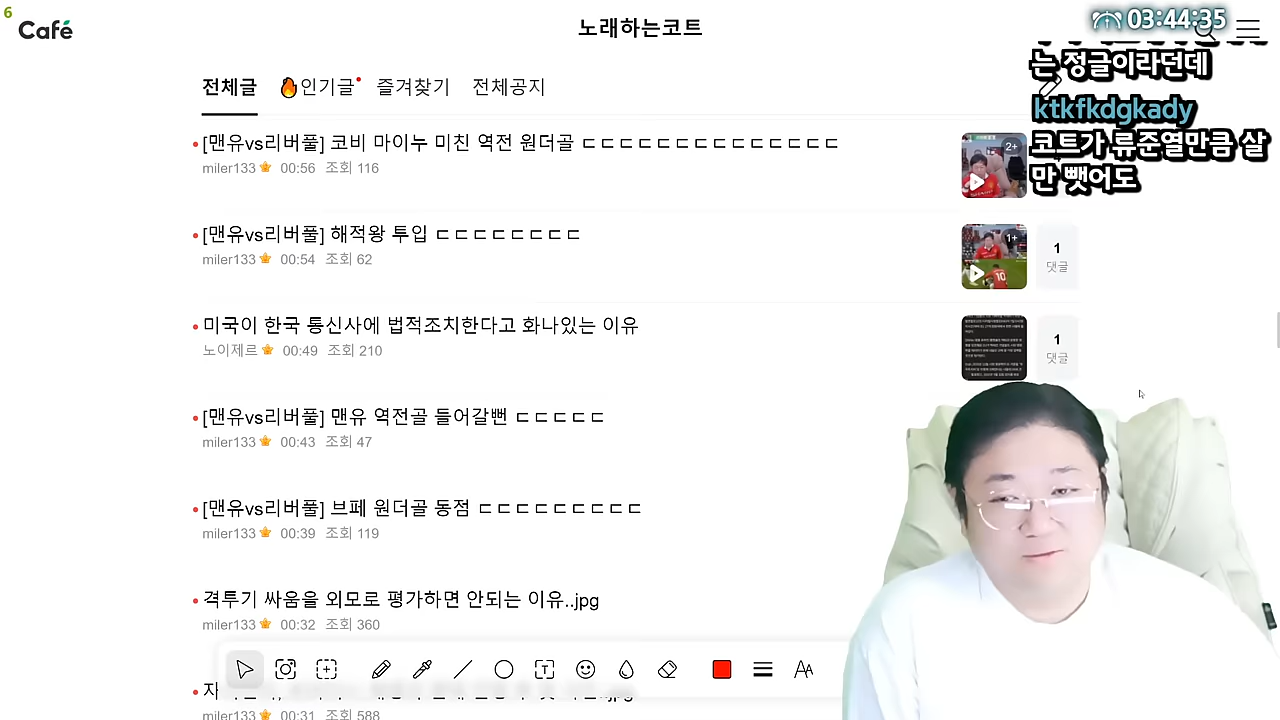 6
Café
노래하는코트
03:44:35
전체글
🔥인기글
즐겨찾기
전체공지
는 정글이라던데
ktkfkdgkady
코트가 류준열만큼 살
만 뺏어도
[맨유vs리버풀] 코비 마이누 미친 역전 원더골 ㄷㄷㄷㄷㄷㄷㄷㄷㄷㄷㄷㄷㄷㄷ
miler133 00:56 조회 116
2+
[맨유vs리버풀] 해적왕 투입 ㄷㄷㄷㄷㄷㄷㄷㄷ
miler133 00:54 조회 62
1+
10
1
댓글
미국이 한국 통신사에 법적조치한다고 화나있는 이유
노이제르 00:49 조회 210
1
댓글
[맨유vs리버풀] 맨유 역전골 들어갈뻔 ㄷㄷㄷㄷㄷ
miler133 00:43 조회 47
[맨유vs리버풀] 브페 원더골 동점 ㄷㄷㄷㄷㄷㄷㄷㄷㄷ
miler133 00:39 조회 119
격투기 싸움을 외모로 평가하면 안되는 이유..jpg
miler133 00:32 조회 360
T
AA
miler133 00:31 조회 588